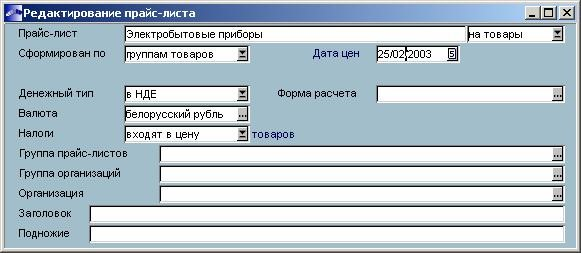 Редактирование прайс-листа
Прайс-лист Электробытовые приборы на товары
Сформирован по группам товаров Дата цен 25/02/2003 5
Денежный тип в НДЕ Форма расчета ...
Валюта белорусский рубль ...
Налоги входят в цену товаров
Группа прайс-листов ...
Группа организаций ...
Организация ...
Заголовок
Подножие